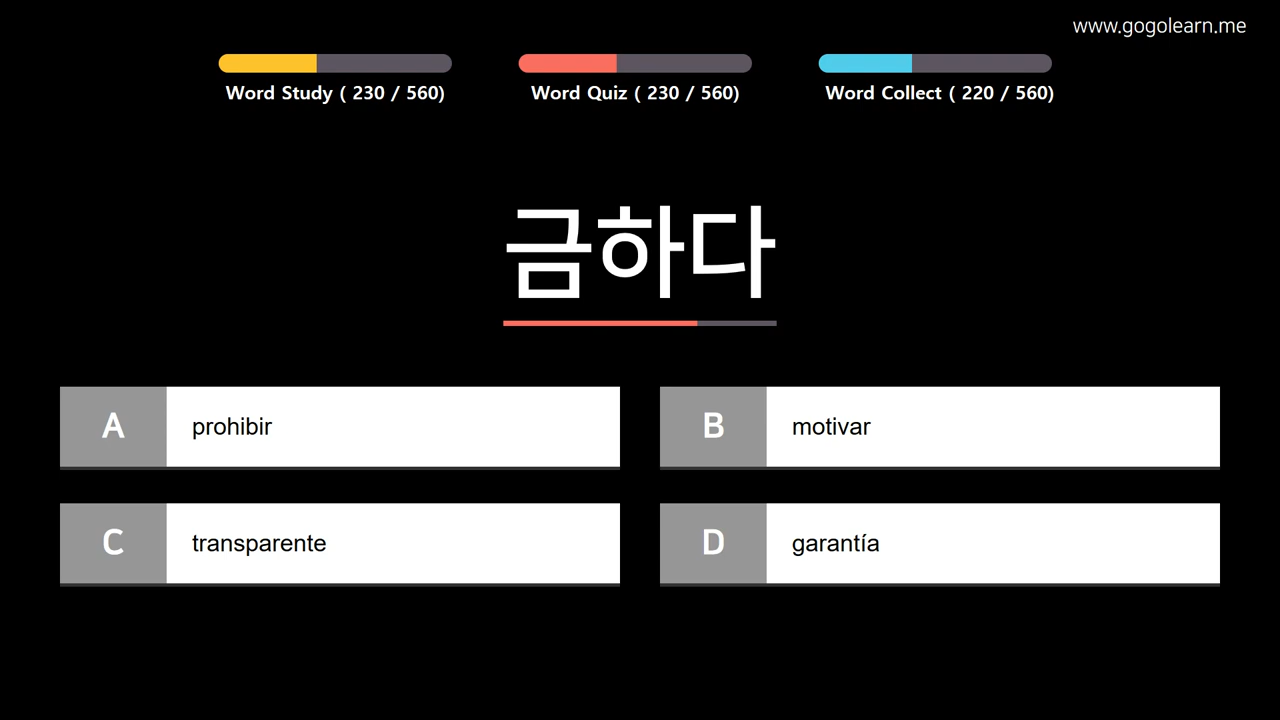 www.gogolearn.me
Word Study ( 230 / 560)
Word Quiz ( 230 / 560)
Word Collect ( 220 / 560)
금하다
A prohibir
B motivar
C transparente
D garantía